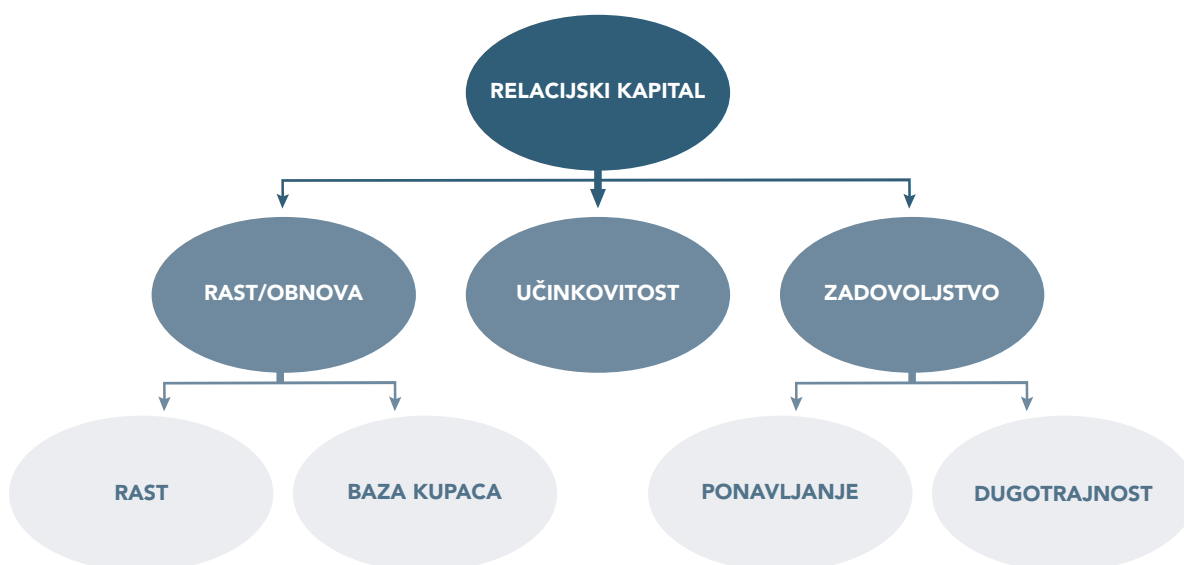 RELACIJSKI KAPITAL
RAST/OBNOVA
UČINKOVITOST
ZADOVOLJSTVO
RAST
BAZA KUPACA
PONAVLJANJE
DUGOTRAJNOST